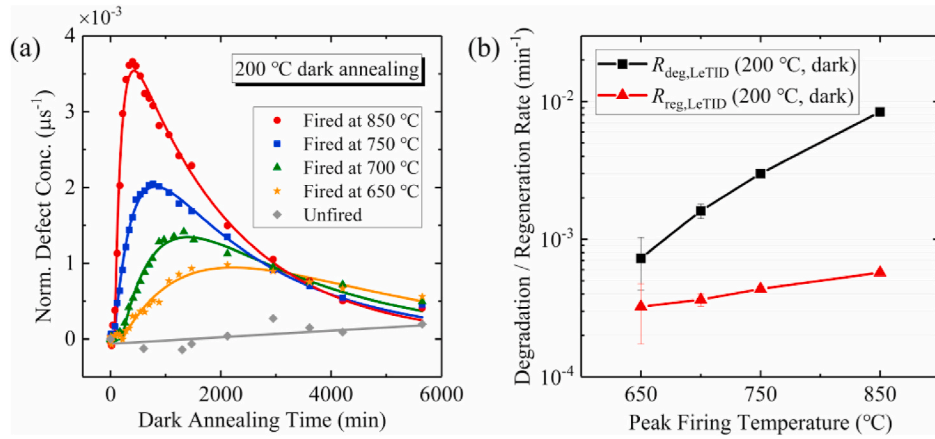 (a)
×10⁻³
4
3
2
1
0
Norm. Defect Conc. (μs⁻¹)
200 ℃ dark annealing
Fired at 850 ℃
Fired at 750 ℃
Fired at 700 ℃
Fired at 650 ℃
Unfired
0 2000 4000 6000
Dark Annealing Time (min)
(b)
Degradation / Regeneration Rate (min⁻¹)
10⁻²
10⁻³
10⁻⁴
R_deg,LeTID (200 ℃, dark)
R_reg,LeTID (200 ℃, dark)
650 750 850
Peak Firing Temperature (℃)